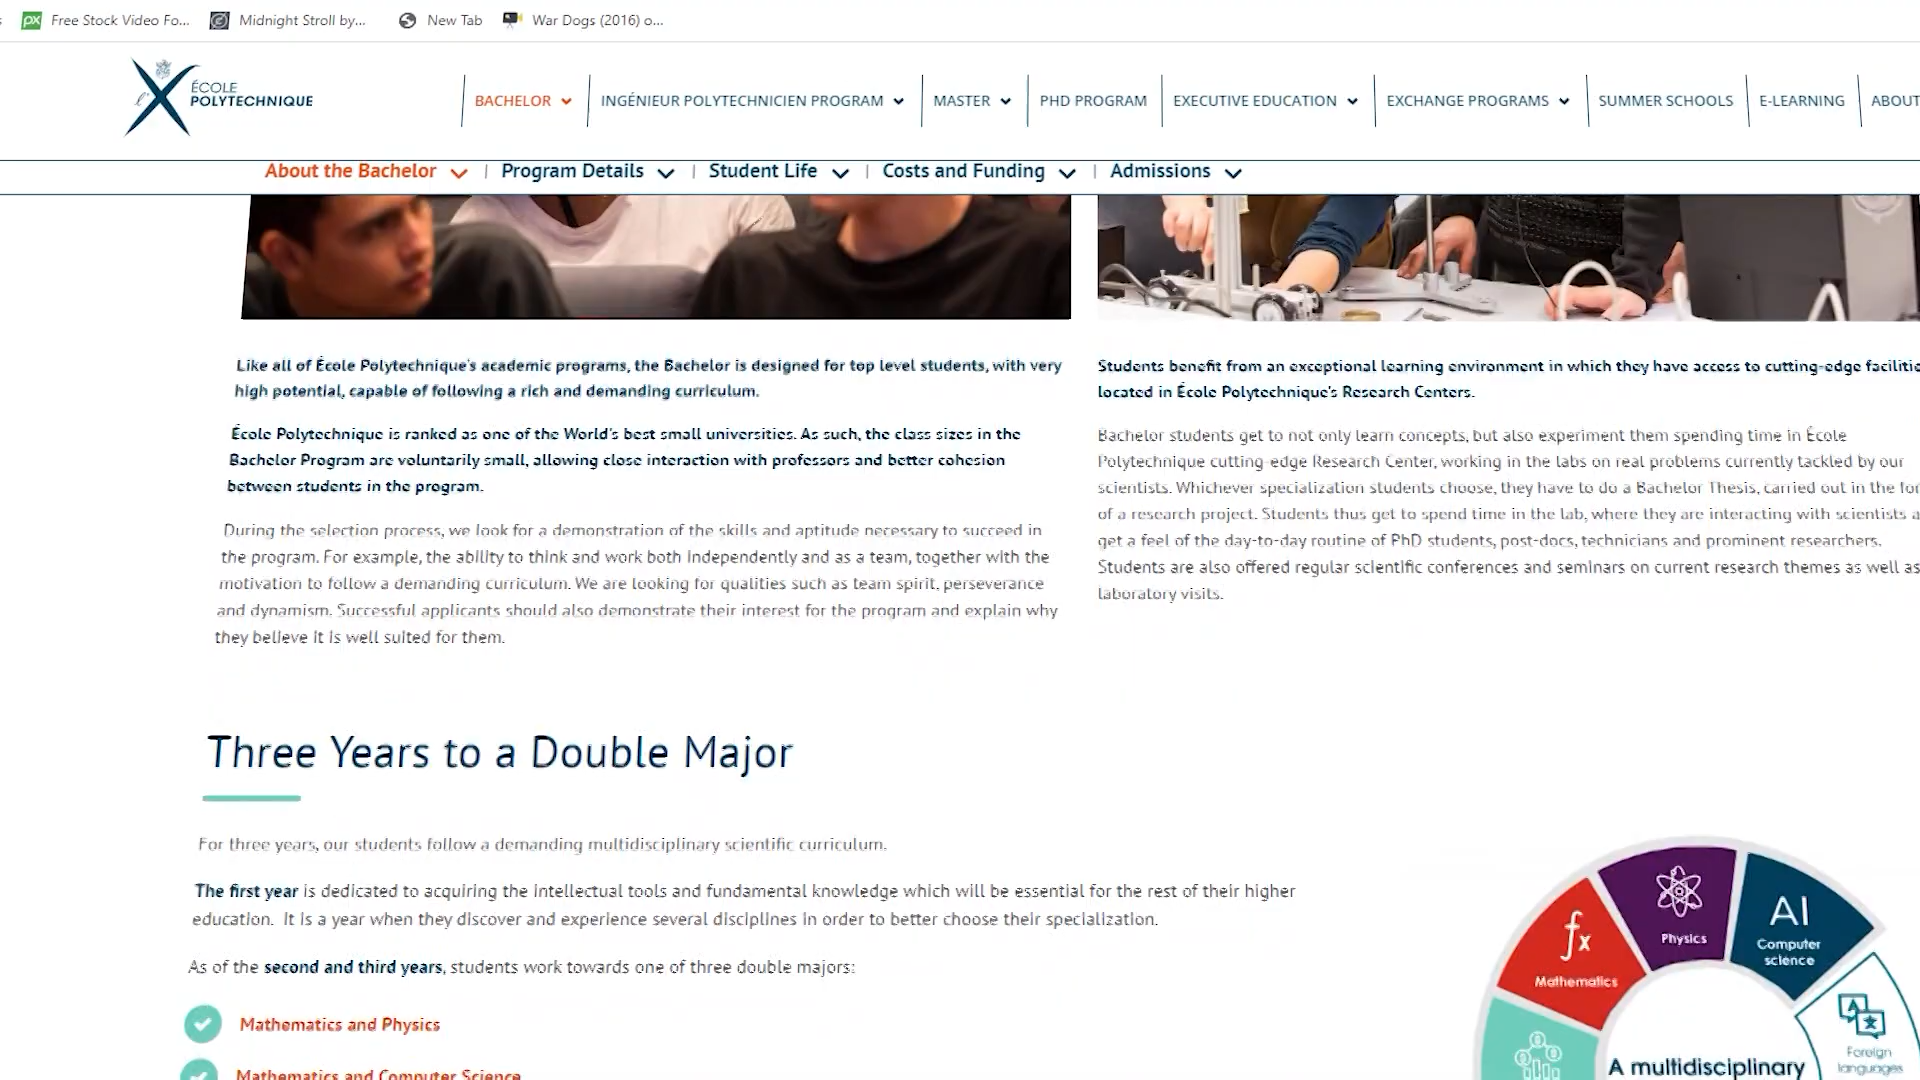 Free Stock Video Fo...
Midnight Stroll by...
New Tab
War Dogs (2016) o...
ÉCOLE
POLYTECHNIQUE
BACHELOR
INGÉNIEUR POLYTECHNICIEN PROGRAM
MASTER
PHD PROGRAM
EXECUTIVE EDUCATION
EXCHANGE PROGRAMS
SUMMER SCHOOLS
E-LEARNING
ABOUT
About the Bachelor
Program Details
Student Life
Costs and Funding
Admissions
Like all of École Polytechnique's academic programs, the Bachelor is designed for top level students, with very
high potential, capable of following a rich and demanding curriculum.
École Polytechnique is ranked as one of the World's best small universities. As such, the class sizes in the
Bachelor Program are voluntarily small, allowing close interaction with professors and better cohesion
between students in the program.
During the selection process, we look for a demonstration of the skills and aptitude necessary to succeed in
the program. For example, the ability to think and work both independently and as a team, together with the
motivation to follow a demanding curriculum. We are looking for qualities such as team spirit, perseverance
and dynamism. Successful applicants should also demonstrate their interest for the program and explain why
they believe it is well suited for them.
Students benefit from an exceptional learning environment in which they have access to cutting-edge facilitie
located in École Polytechnique's Research Centers.
Bachelor students get to not only learn concepts, but also experiment them spending time in École
Polytechnique cutting-edge Research Center, working in the labs on real problems currently tackled by our
scientists. Whichever specialization students choose, they have to do a Bachelor Thesis, carried out in the for
of a research project. Students thus get to spend time in the lab, where they are interacting with scientists a
get a feel of the day-to-day routine of PhD students, post-docs, technicians and prominent researchers.
Students are also offered regular scientific conferences and seminars on current research themes as well as
laboratory visits.
Three Years to a Double Major
For three years, our students follow a demanding multidisciplinary scientific curriculum.
The first year is dedicated to acquiring the intellectual tools and fundamental knowledge which will be essential for the rest of their higher
education. It is a year when they discover and experience several disciplines in order to better choose their specialization.
As of the second and third years, students work towards one of three double majors:
Mathematics and Physics
Mathematics and Computer Science
fx
Mathematics
Physics
AI
Computer
science
A
Foreign
languages
A multidisciplinary